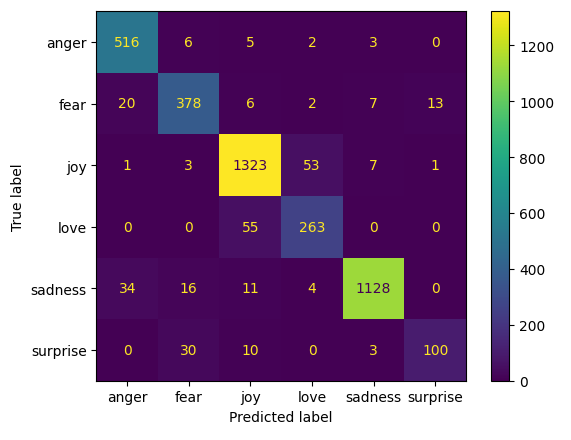 anger 516 6 5 2 3 0
fear 20 378 6 2 7 13
joy 1 3 1323 53 7 1
love 0 0 55 263 0 0
sadness 34 16 11 4 1128 0
surprise 0 30 10 0 3 100
anger fear joy love sadness surprise
Predicted label
True label
1200
1000
800
600
400
200
0